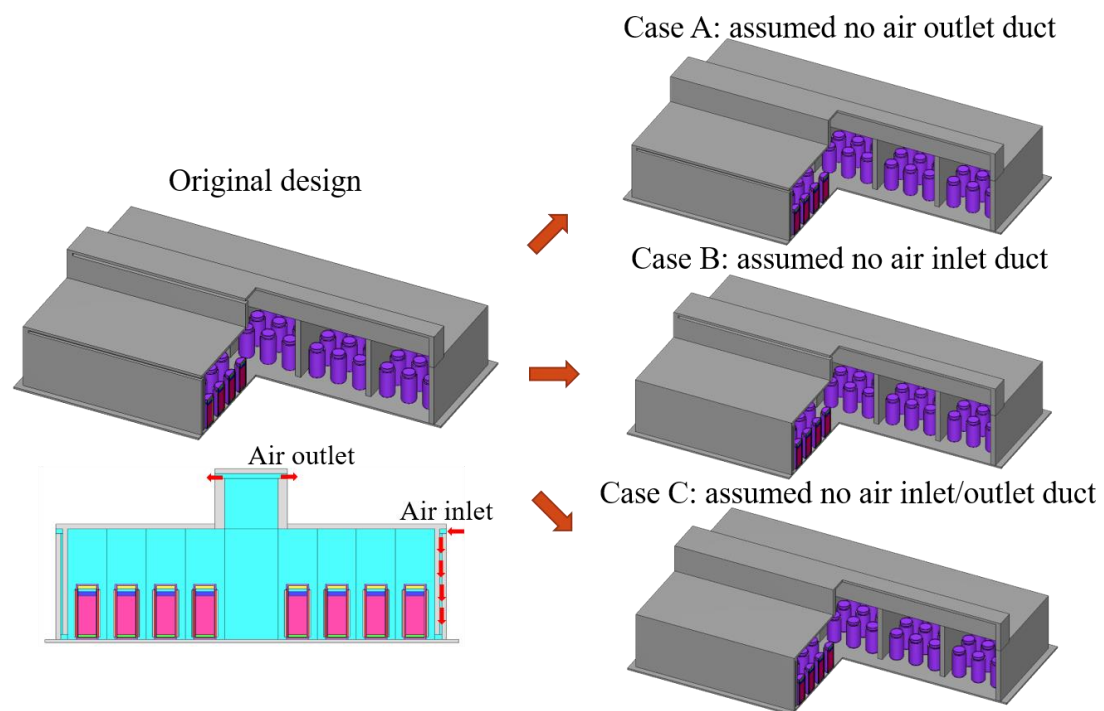 Original design
Air outlet
Air inlet
Case A: assumed no air outlet duct
Case B: assumed no air inlet duct
Case C: assumed no air inlet/outlet duct